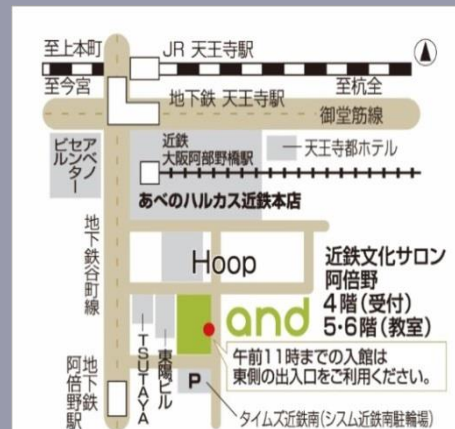 至上本町
JR 天王寺駅
至今宮
至杭全
地下鉄 天王寺駅
御堂筋線
アベノ
センター
ビル
近鉄
大阪阿部野橋駅
天王寺都ホテル
あべのハルカス近鉄本店
地下鉄谷町線
Hoop
近鉄文化サロン
阿倍野
4階(受付)
5・6階(教室)
and
午前11時までの入館は
東側の出入口をご利用ください。
TSUTAYA
東陽ビル
P
地下鉄
阿倍野駅
タイムズ近鉄南(シスム近鉄南駐輪場)